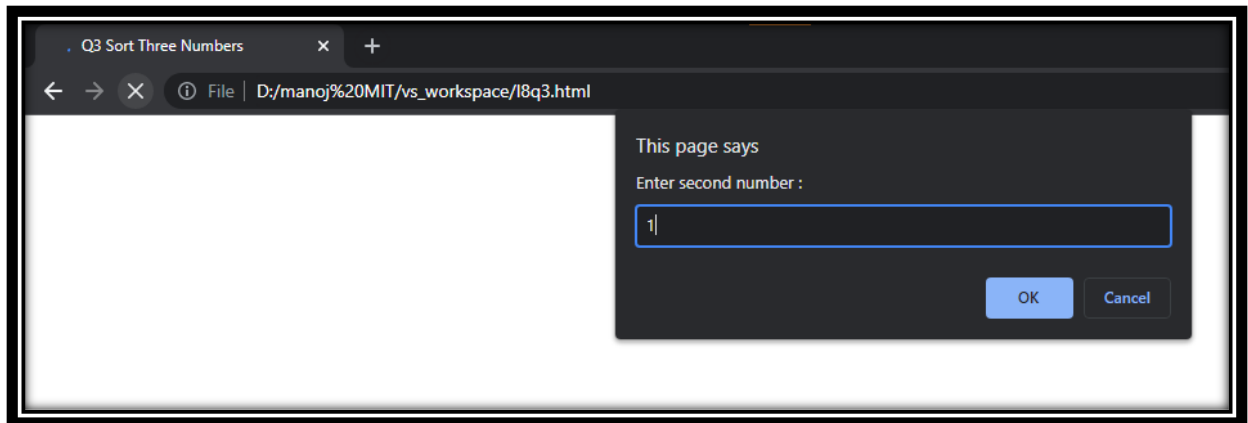 Q3 Sort Three Numbers
File D:/manoj%20MIT/vs_workspace/l8q3.html
This page says
Enter second number :
1
OK Cancel